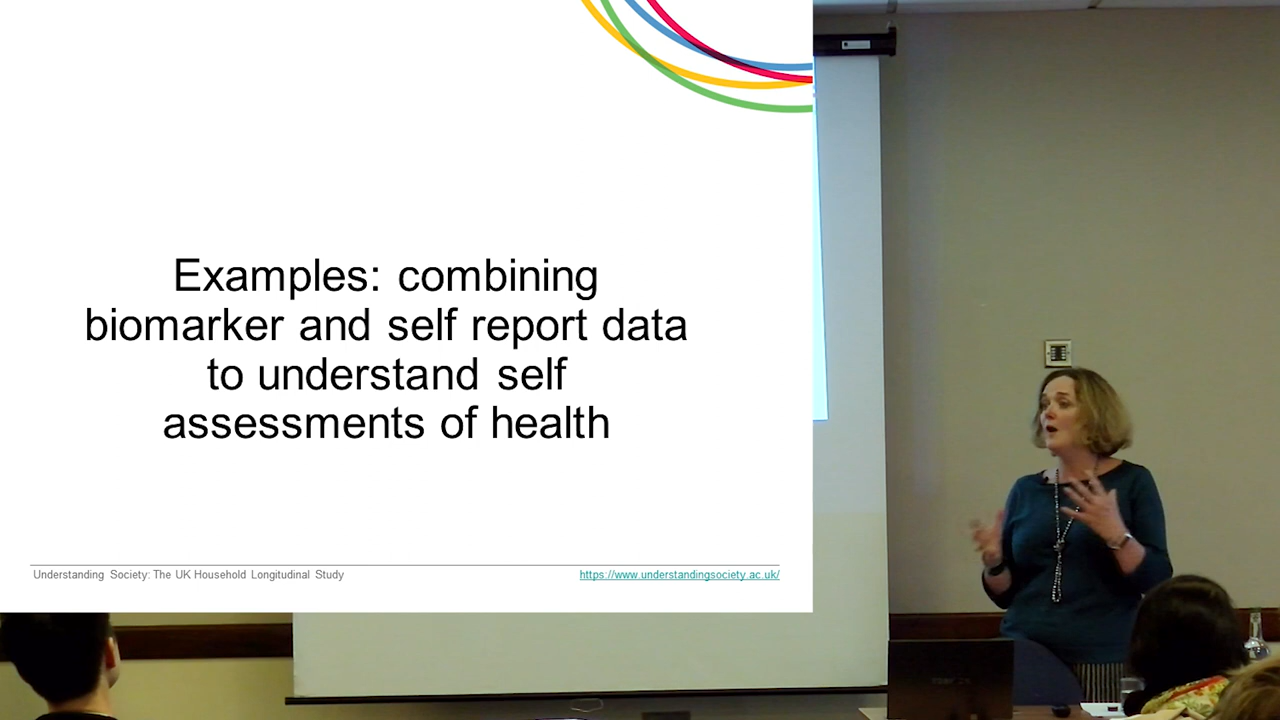 Examples: combining
biomarker and self report data
to understand self
assessments of health
Understanding Society: The UK Household Longitudinal Study
https://www.understandingsociety.ac.uk/